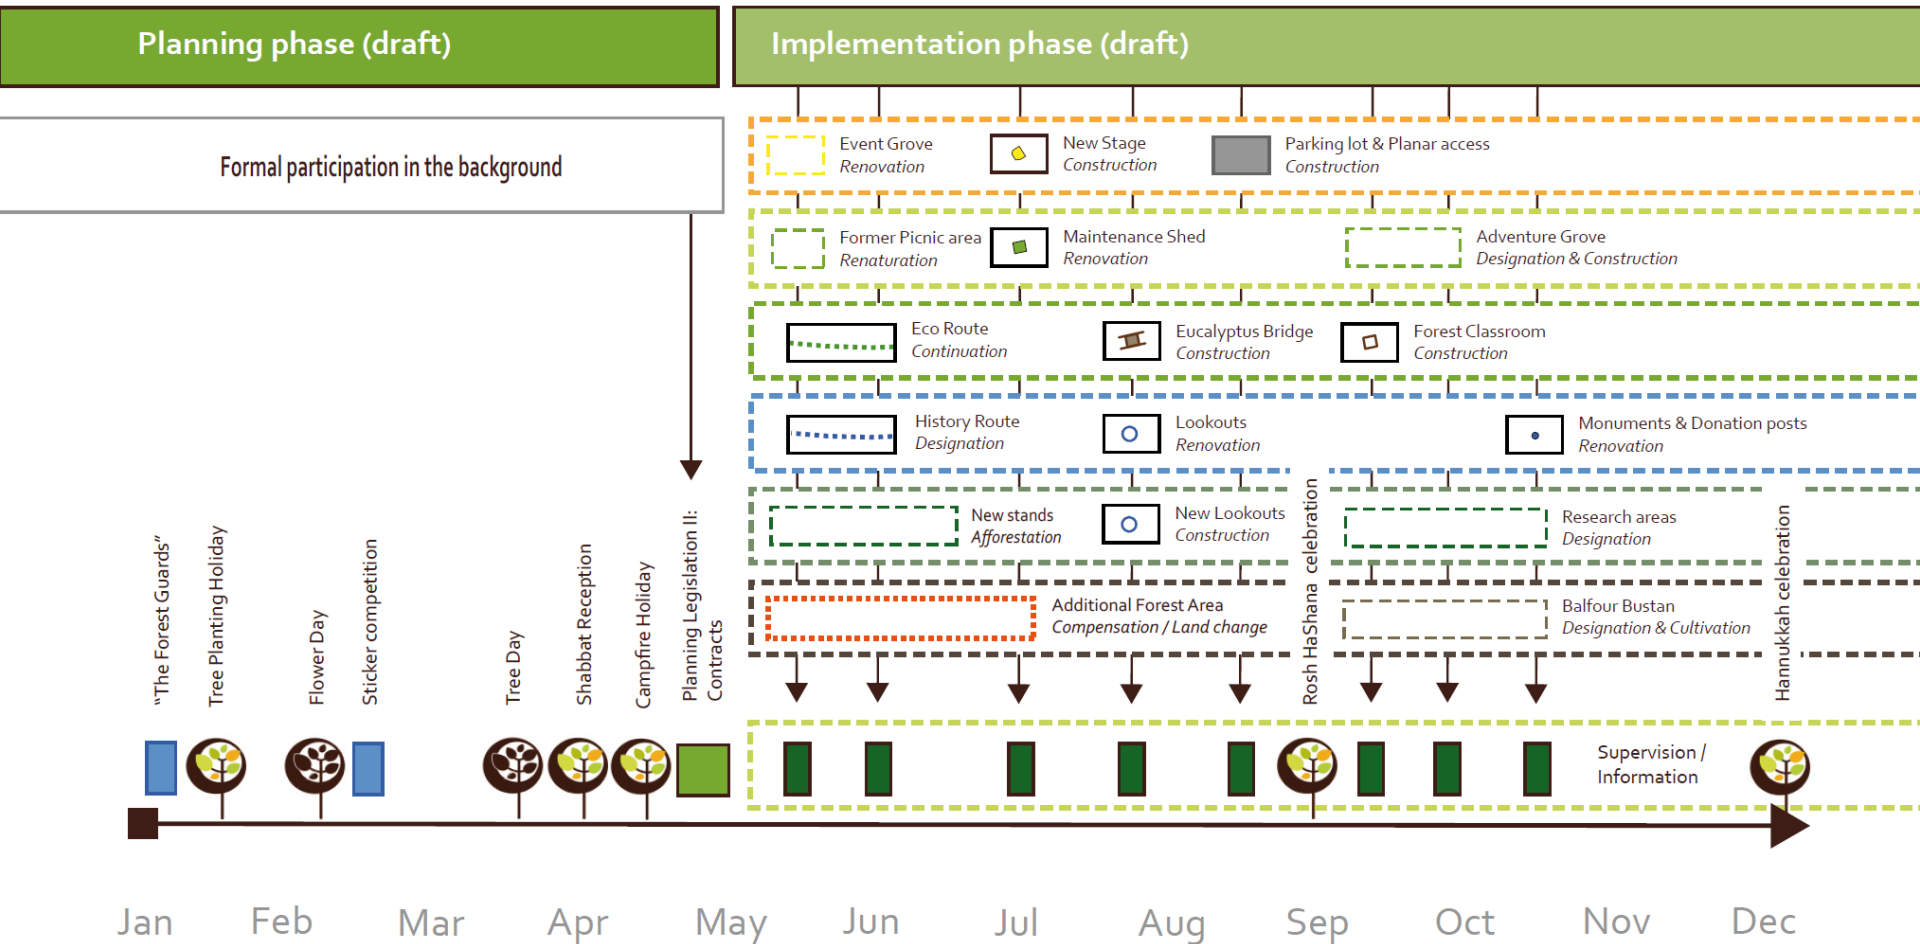 Planning phase (draft)
Implementation phase (draft)
Formal participation in the background
Event Grove
Renovation
New Stage
Construction
Parking lot & Planar access
Construction
Former Picnic area
Renaturation
Maintenance Shed
Renovation
Adventure Grove
Designation & Construction
Eco Route
Continuation
Eucalyptus Bridge
Construction
Forest Classroom
Construction
History Route
Designation
Lookouts
Renovation
Monuments & Donation posts
Renovation
New stands
Afforestation
New Lookouts
Construction
Research areas
Designation
Additional Forest Area
Compensation / Land change
Balfour Bustan
Designation & Cultivation
"The Forest Guards"
Tree Planting Holiday
Flower Day
Sticker competition
Tree Day
Shabbat Reception
Campfire Holiday
Planning Legislation II:
Contracts
Rosh HaShana celebration
Hannukkah celebration
Supervision /
Information
Jan
Feb
Mar
Apr
May
Jun
Jul
Aug
Sep
Oct
Nov
Dec